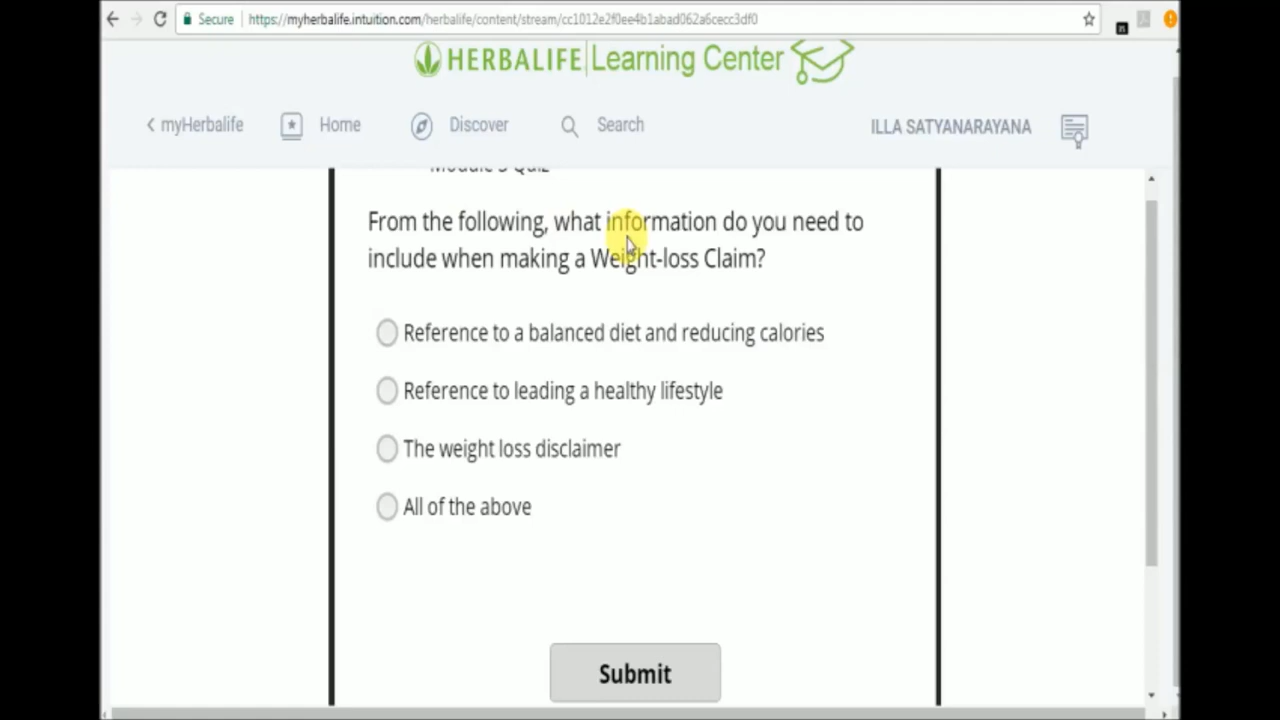 Secure https://myherbalife.intuition.com/herbalife/content/stream/cc1012e2f0ee4b1abad062a6cecc3df0
HERBALIFE Learning Center
myHerbalife Home Discover Search ILLA SATYANARAYANA
From the following, what information do you need to
include when making a Weight-loss Claim?
Reference to a balanced diet and reducing calories
Reference to leading a healthy lifestyle
The weight loss disclaimer
All of the above
Submit